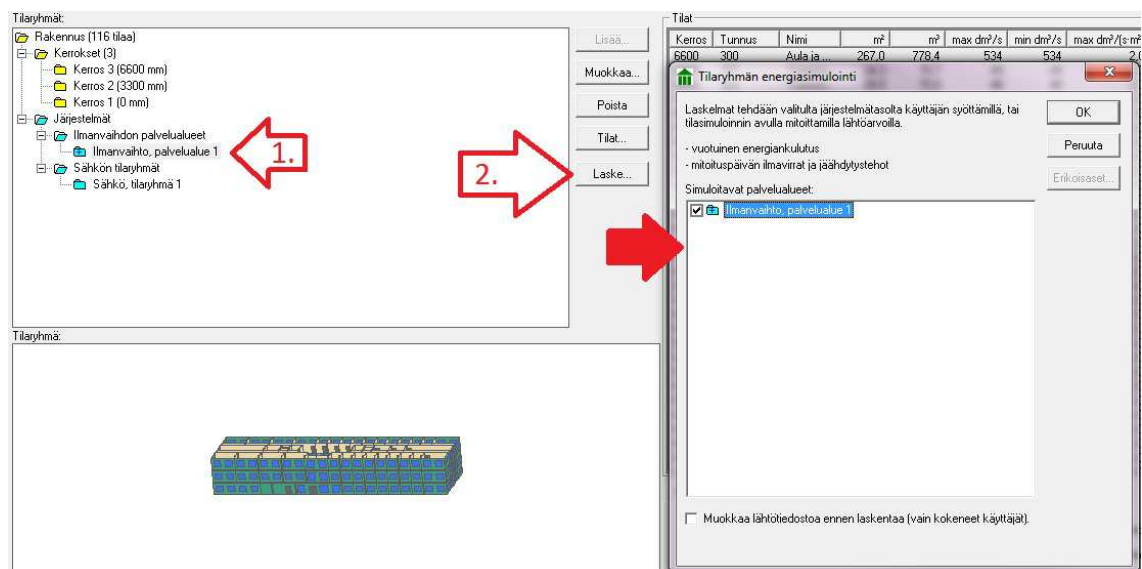 Tilaryhmät:
Rakennus (116 tilaa)
Kerrokset (3)
Kerros 3 (6600 mm)
Kerros 2 (3300 mm)
Kerros 1 (0 mm)
Järjestelmät
Ilmanvaihdon palvelualueet
Ilmanvaihto, palvelualue 1
Sähkön tilaryhmät
Sähkö, tilaryhmä 1
1.
2.
Lisää...
Muokkaa...
Poista
Tilat...
Laske...
Tilaryhmä:
Tilat
Kerros Tunnus Nimi m² m³ max dm³/s min dm³/s max dm³/(s·m²
6600 300 Aula ja ... 267,0 778,4 534 534 2,0
Tilaryhmän energiasimulointi
Laskelmat tehdään valitulta järjestelmätasolta käyttäjän syöttämillä, tai
tilasimuloinnin avulla mitoittamilla lähtöarvoilla.
- vuotuinen energiankulutus
- mitoituspäivän ilmavirrat ja jäähdytystehot
Simuloitavat palvelualueet:
Ilmanvaihto, palvelualue 1
OK
Peruuta
Erikoisaset...
Muokkaa lähtötiedostoa ennen laskentaa (vain kokeneet käyttäjät).